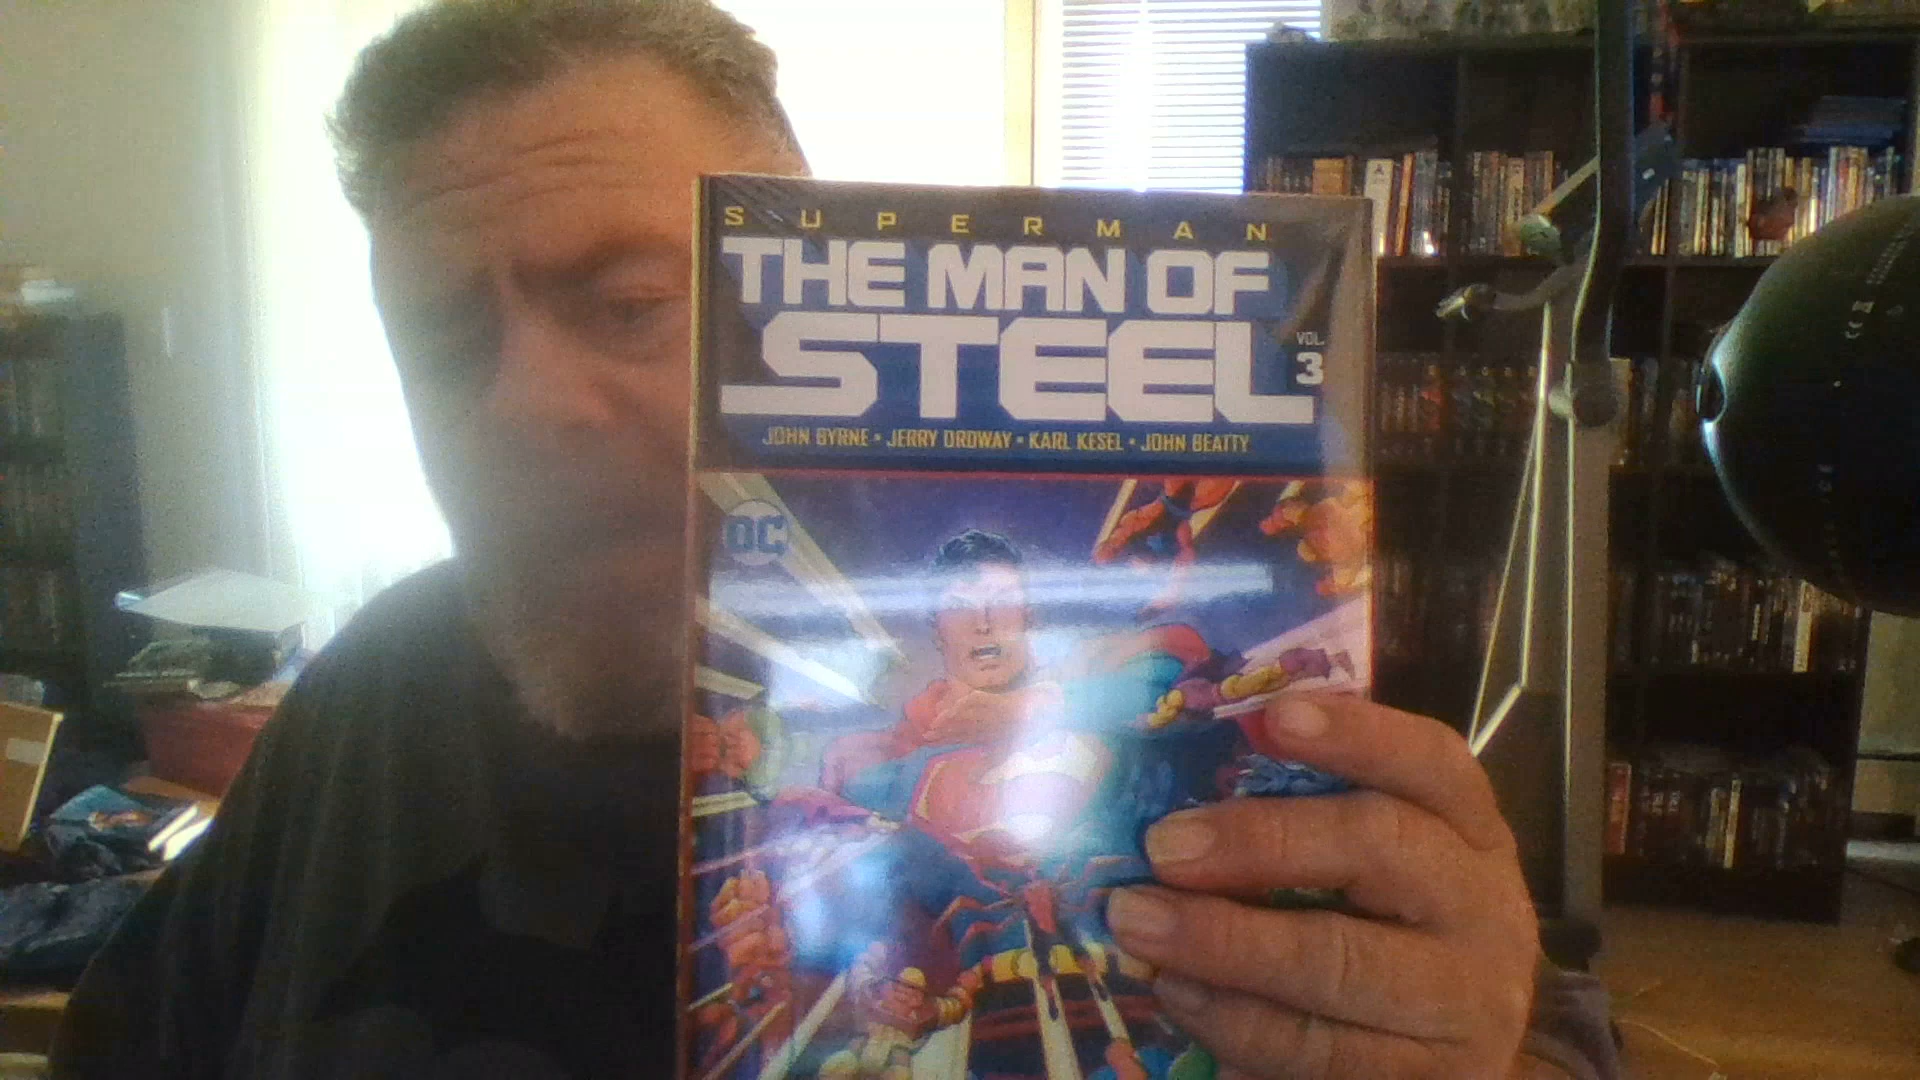 SUPERMAN
THE MAN OF
STEEL
VOL.
3
JOHN BYRNE • JERRY ORDWAY • KARL KESEL • JOHN BEATTY
DC